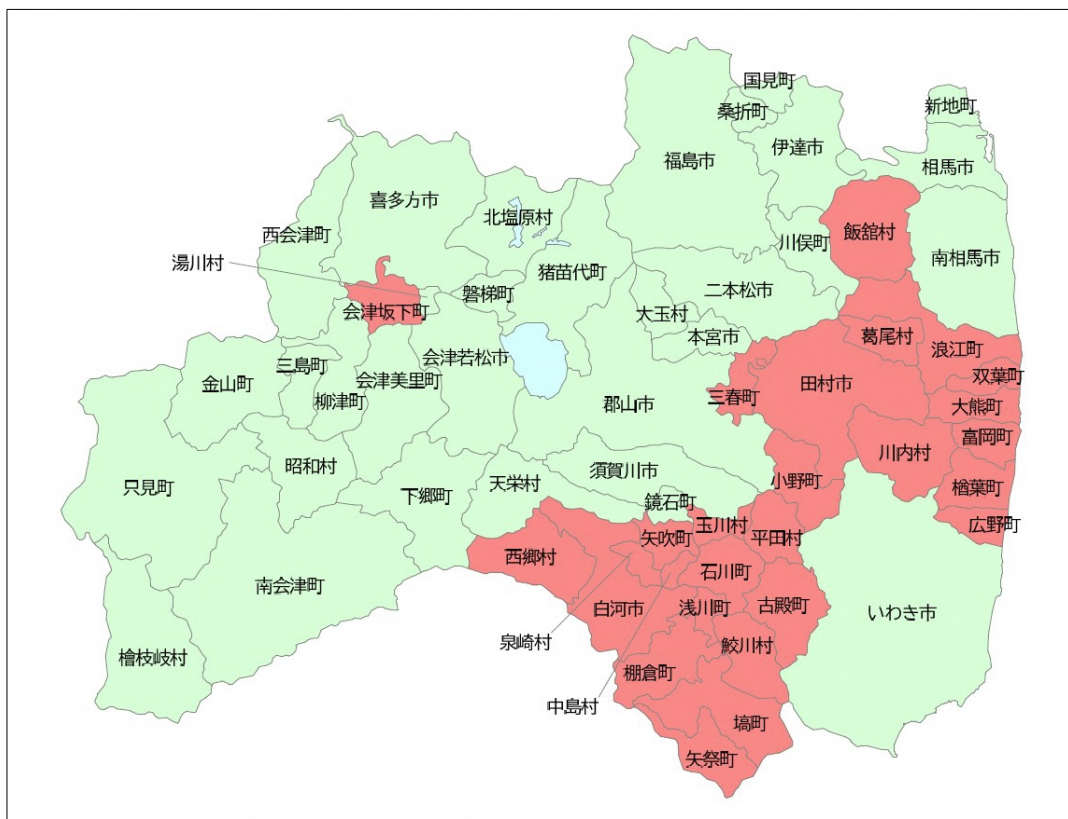 国見町
桑折町
新地町
伊達市
福島市
相馬市
喜多方市
北塩原村
西会津町
川俣町
飯舘村
南相馬市
湯川村
猪苗代町
磐梯町
二本松市
会津坂下町
大玉村
本宮市
葛尾村
浪江町
会津若松市
三島町
双葉町
金山町
会津美里町
田村市
三春町
柳津町
郡山市
大熊町
富岡町
川内村
昭和村
須賀川市
只見町
天栄村
小野町
下郷町
楢葉町
鏡石町
玉川村
広野町
矢吹町
平田村
西郷村
石川町
南会津町
白河市
浅川町
古殿町
いわき市
泉崎村
鮫川村
檜枝岐村
棚倉町
中島村
塙町
矢祭町